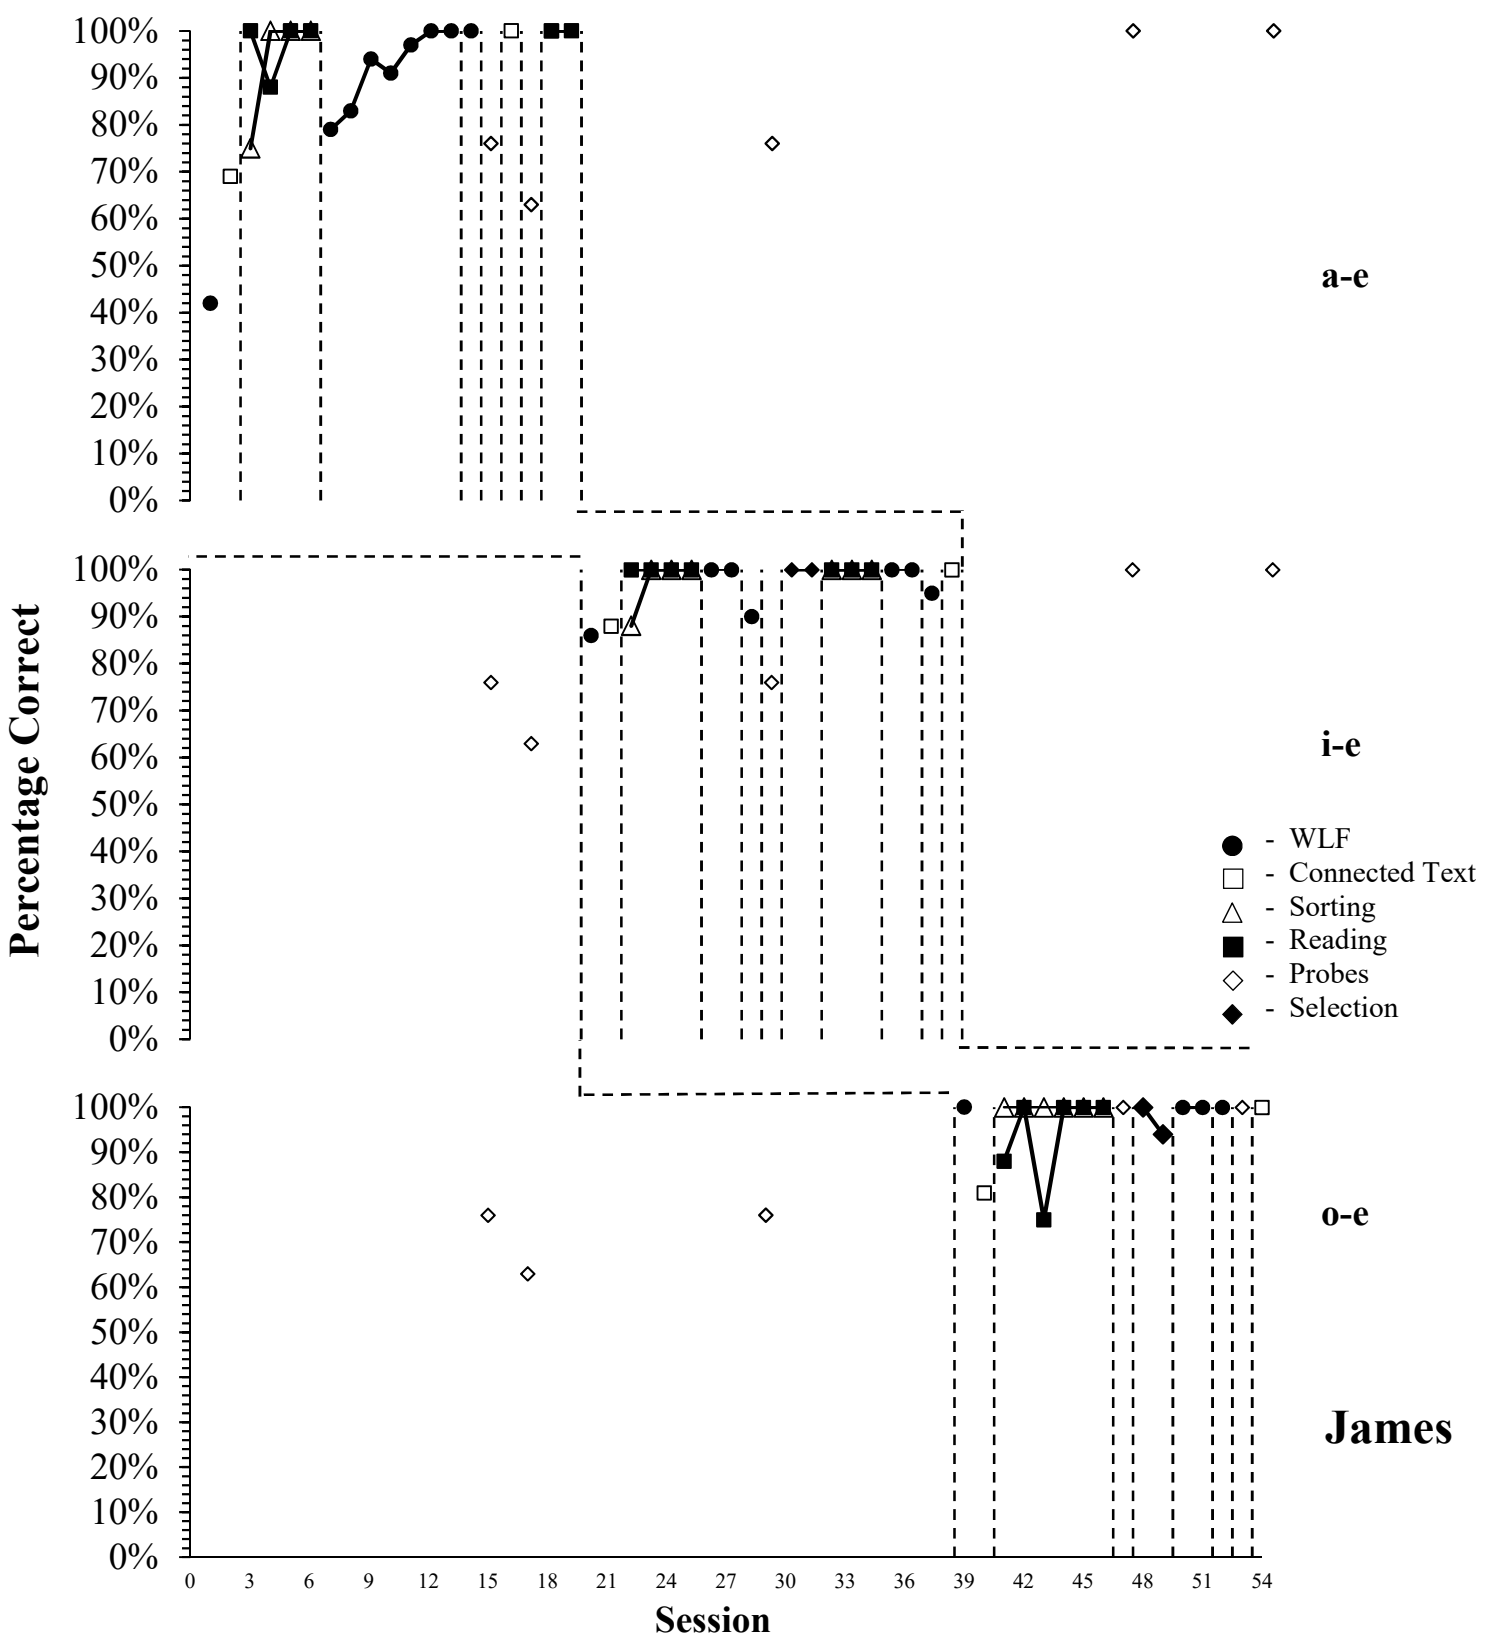 100%
90%
80%
70%
60%
50%
40%
30%
20%
10%
0%
a-e
Percentage Correct
100%
90%
80%
70%
60%
50%
40%
30%
20%
10%
0%
i-e
- WLF
- Connected Text
- Sorting
- Reading
- Probes
- Selection
100%
90%
80%
70%
60%
50%
40%
30%
20%
10%
0%
o-e
James
0 3 6 9 12 15 18 21 24 27 30 33 36 39 42 45 48 51 54
Session